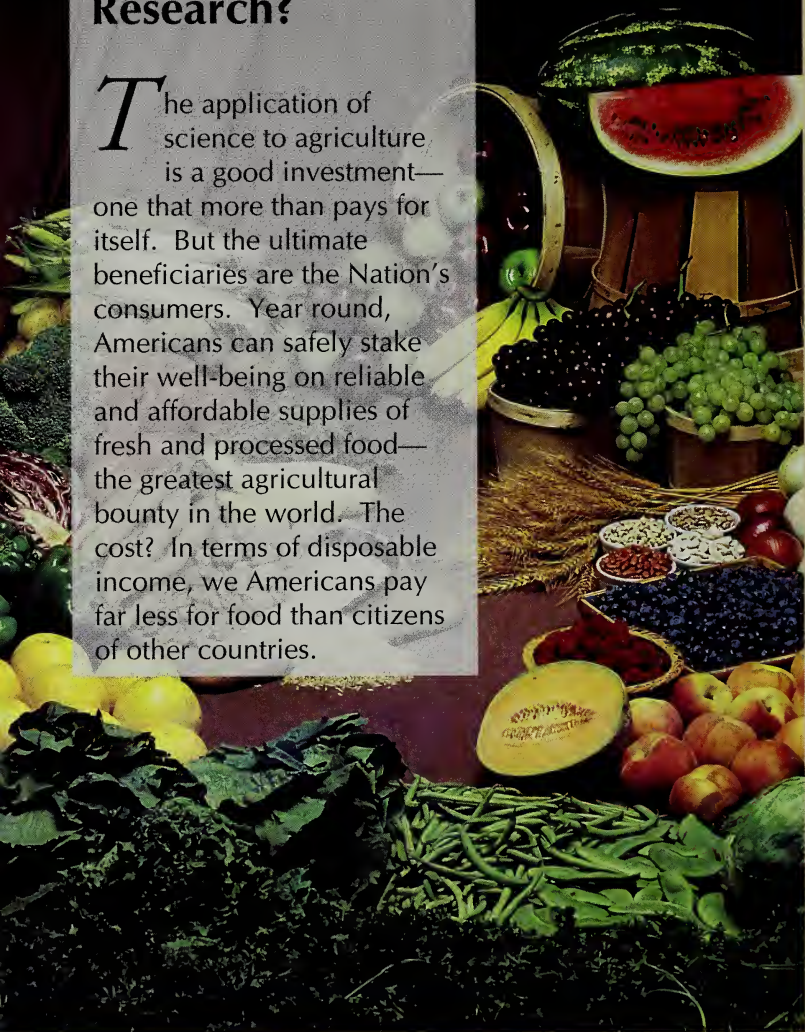 Research?
The application of
science to agriculture
is a good investment—
one that more than pays for
itself. But the ultimate
beneficiaries are the Nation's
consumers. Year round,
Americans can safely stake
their well-being on reliable
and affordable supplies of
fresh and processed food—
the greatest agricultural
bounty in the world. The
cost? In terms of disposable
income, we Americans pay
far less for food than citizens
of other countries.